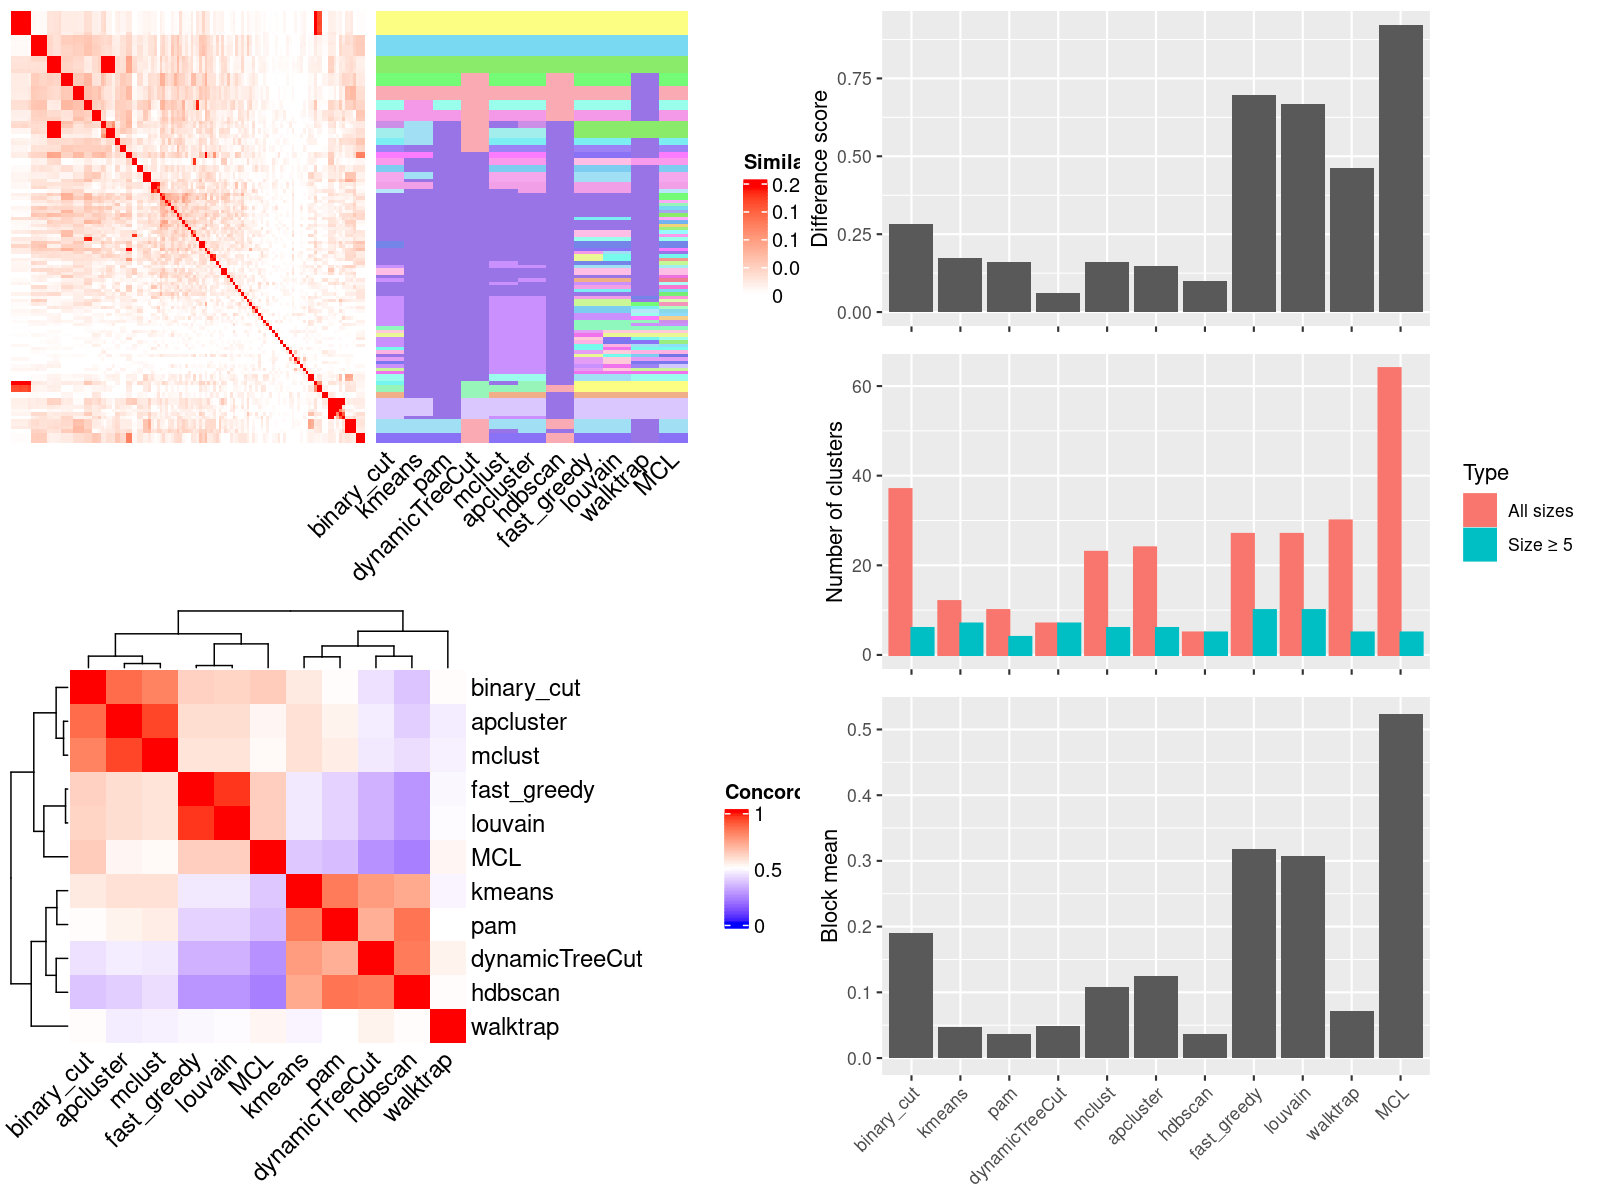 Simila
0.2
0.1
0.1
0.0
0
binary_cut
kmeans
pam
dynamicTreeCut
mclust
apcluster
hdbscan
fast_greedy
louvain
walktrap
MCL
Difference score
0.75
0.50
0.25
0.00
Number of clusters
60
40
20
0
Type
All sizes
Size ≥ 5
binary_cut
apcluster
mclust
fast_greedy
louvain
MCL
kmeans
pam
dynamicTreeCut
hdbscan
walktrap
binary_cut
apcluster
mclust
fast_greedy
louvain
MCL
kmeans
pam
dynamicTreeCut
hdbscan
walktrap
Concord
1
0.5
0
Block mean
0.5
0.4
0.3
0.2
0.1
0.0
binary_cut
kmeans
pam
dynamicTreeCut
mclust
apcluster
hdbscan
fast_greedy
louvain
walktrap
MCL